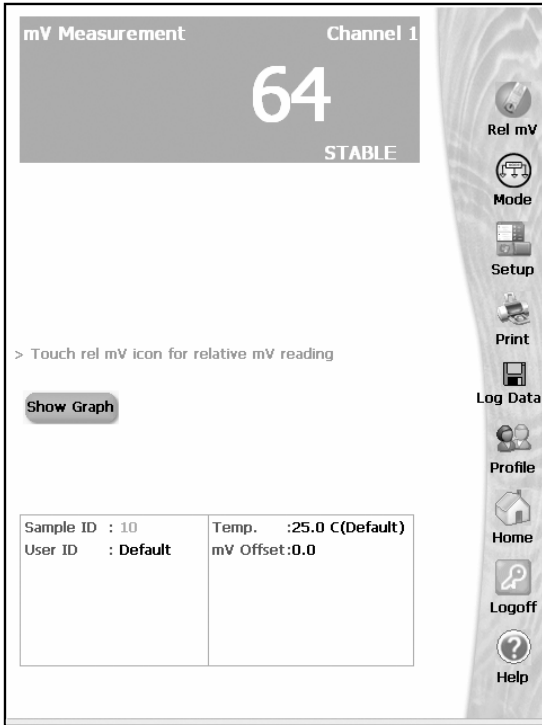 mV Measurement Channel 1
64
STABLE
> Touch rel mV icon for relative mV reading
Show Graph
Sample ID : 10
User ID : Default
Temp. :25.0 C(Default)
mV Offset:0.0
Rel mV
Mode
Setup
Print
Log Data
Profile
Home
Logoff
Help